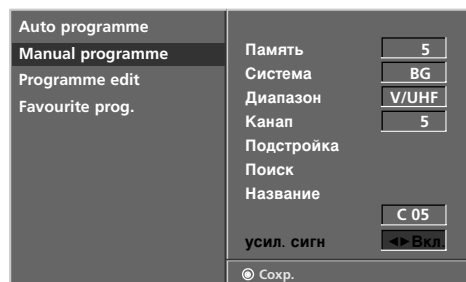 Auto programme
Manual programme
Programme edit
Favourite prog.
Память 5
Система BG
Диапазон V/UHF
Канап 5
Подстройка
Поиск
Название
C 05
усил. сигн ◄►Вкл.
Сохр.